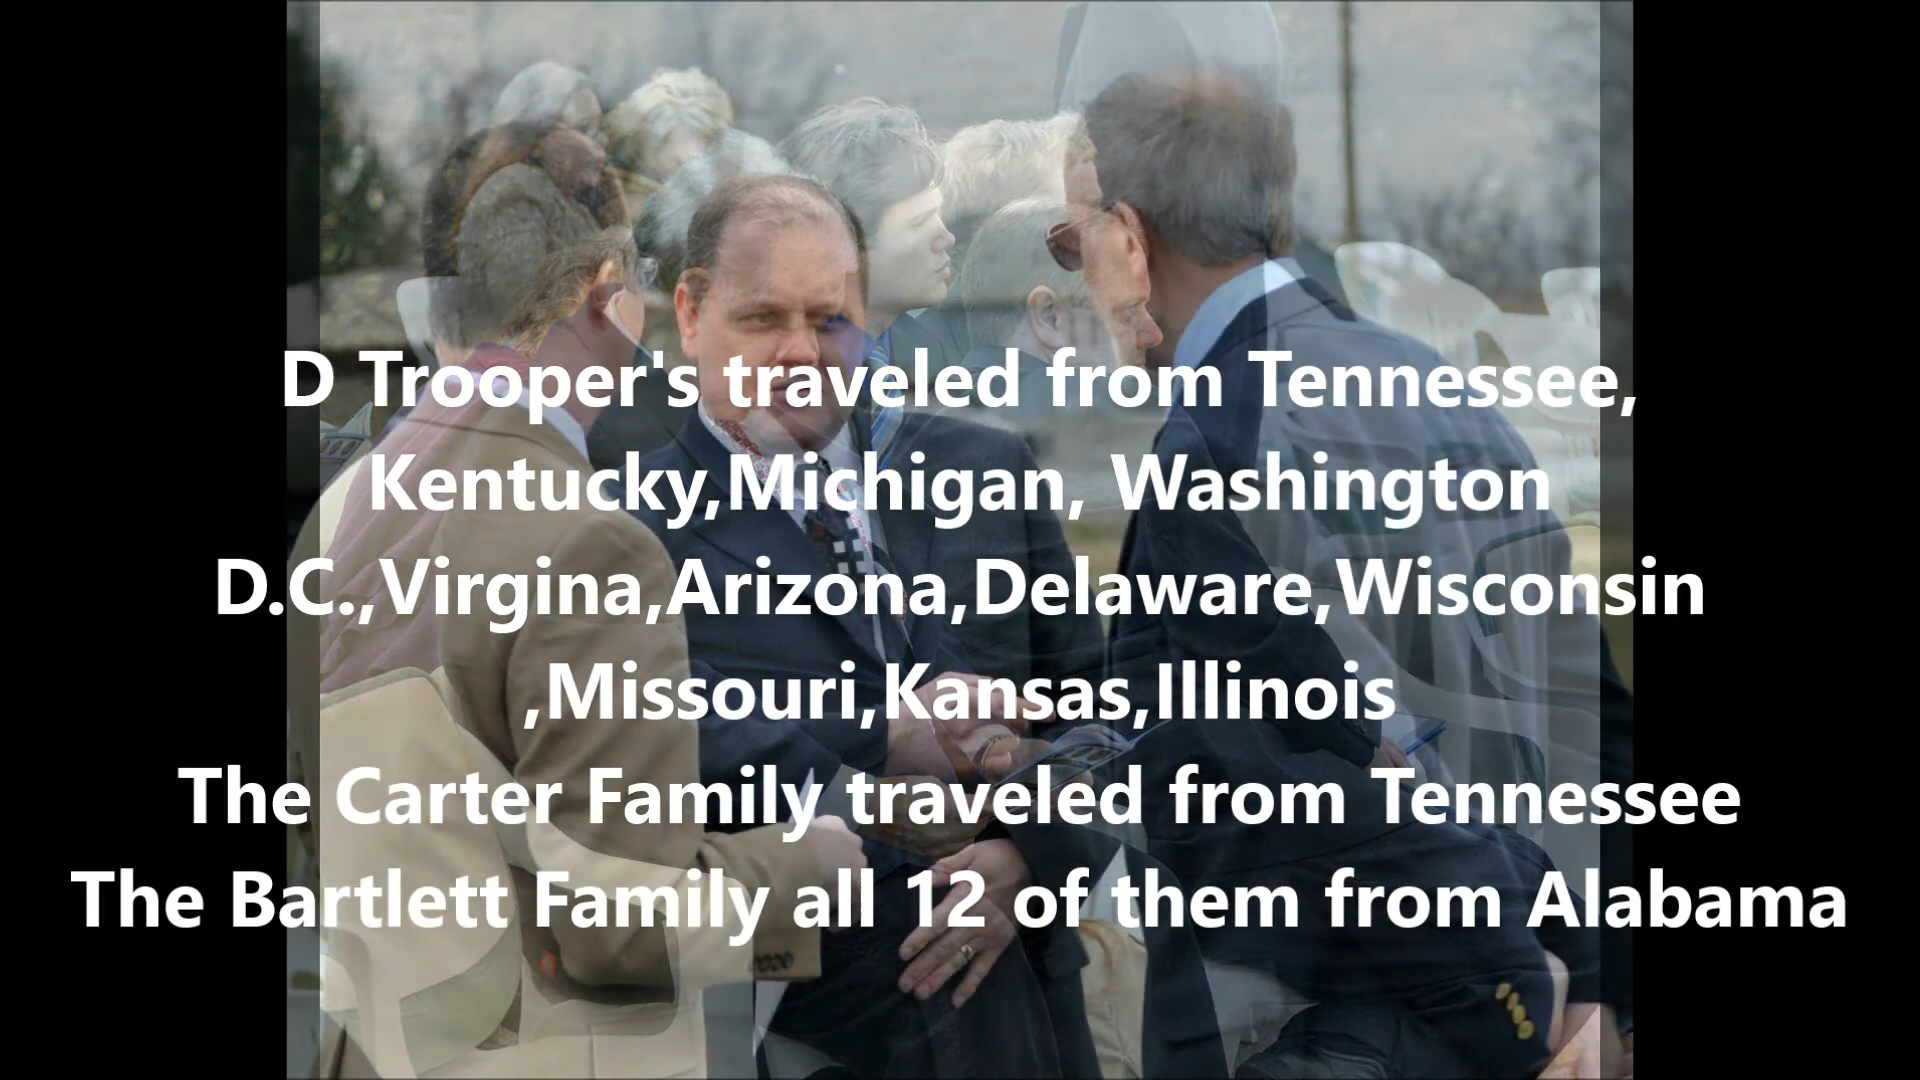 D Trooper's traveled from Tennessee,
Kentucky,Michigan, Washington
D.C.,Virgina,Arizona,Delaware,Wisconsin
,Missouri,Kansas,Illinois
The Carter Family traveled from Tennessee
The Bartlett Family all 12 of them from Alabama